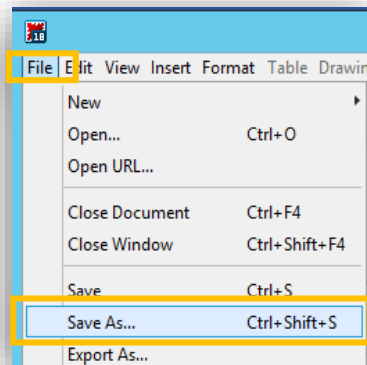 18
File Edit View Insert Format Table
New
Open... Ctrl+O
Open URL...
Close Document Ctrl+F4
Close Window Ctrl+Shift+F4
Save Ctrl+S
Save As... Ctrl+Shift+S
Export As...